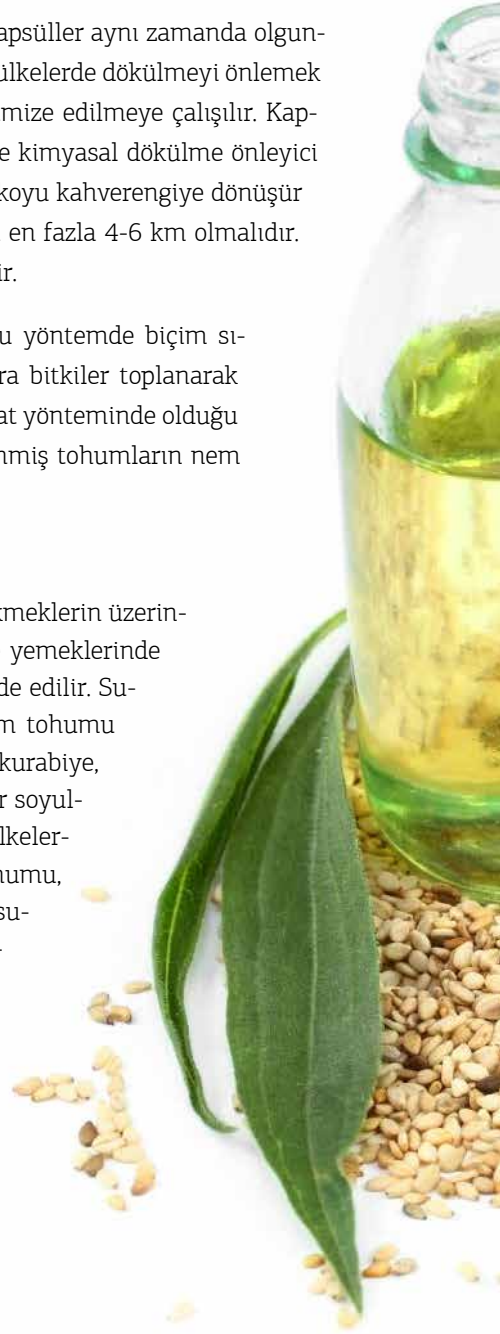 apsüller aynı zamanda olgun-
ülkelerde dökülmeyi önlemek
mize edilmeye çalışılır. Kap-
e kimyasal dökülme önleyici
koyu kahverengiye dönüşür
en fazla 4-6 km olmalıdır.
ir.
u yöntemde biçim sı-
ra bitkiler toplanarak
at yönteminde olduğu
nmiş tohumların nem
kmeklerin üzerin-
yemeklerinde
de edilir. Su-
m tohumu
kurabiye,
r soyul-
lkeler-
humu,
su-